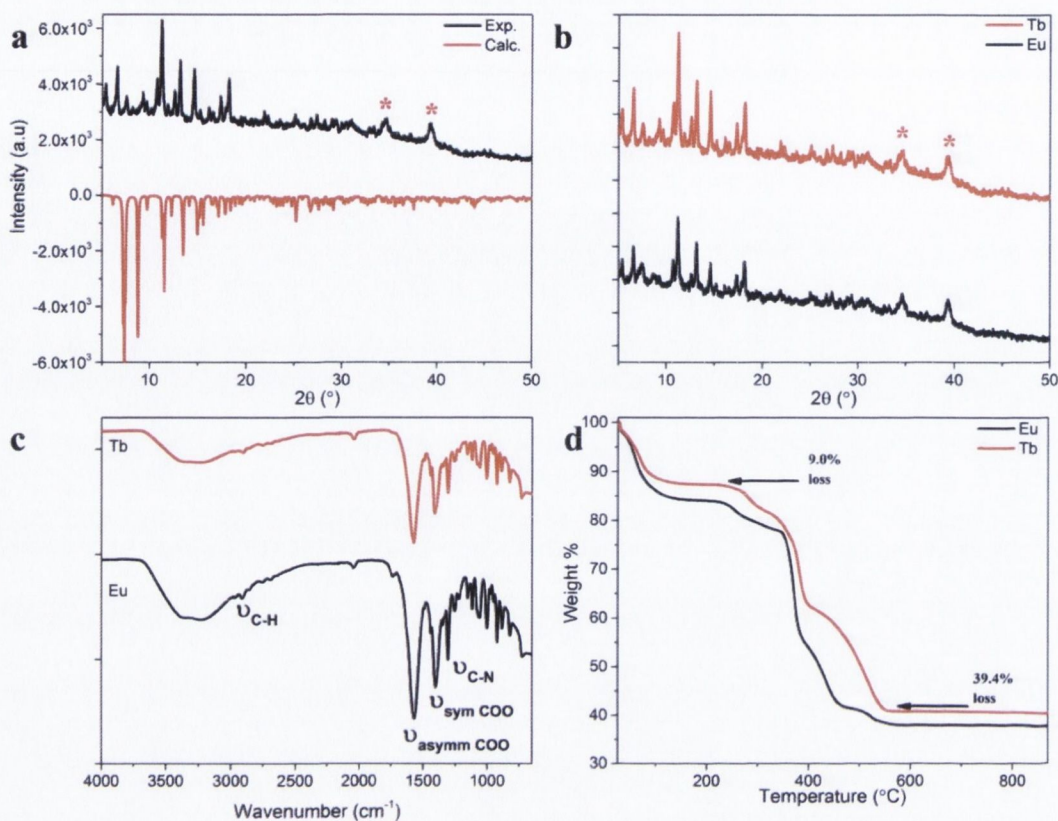 a
Exp.
Calc.
*
*
6.0x10³
4.0x10³
2.0x10³
0.0
-2.0x10³
-4.0x10³
-6.0x10³
Intensity (a.u)
10 20 30 40 50
2θ (°)
b
Tb
Eu
*
*
10 20 30 40 50
2θ (°)
c
Tb
Eu
υC-H
υC-N
υsym COO
υasymm COO
4000 3500 3000 2500 2000 1500 1000
Wavenumber (cm⁻¹)
d
Eu
Tb
9.0%
loss
39.4%
loss
100
90
80
70
60
50
40
30
Weight %
200 400 600 800
Temperature (°C)